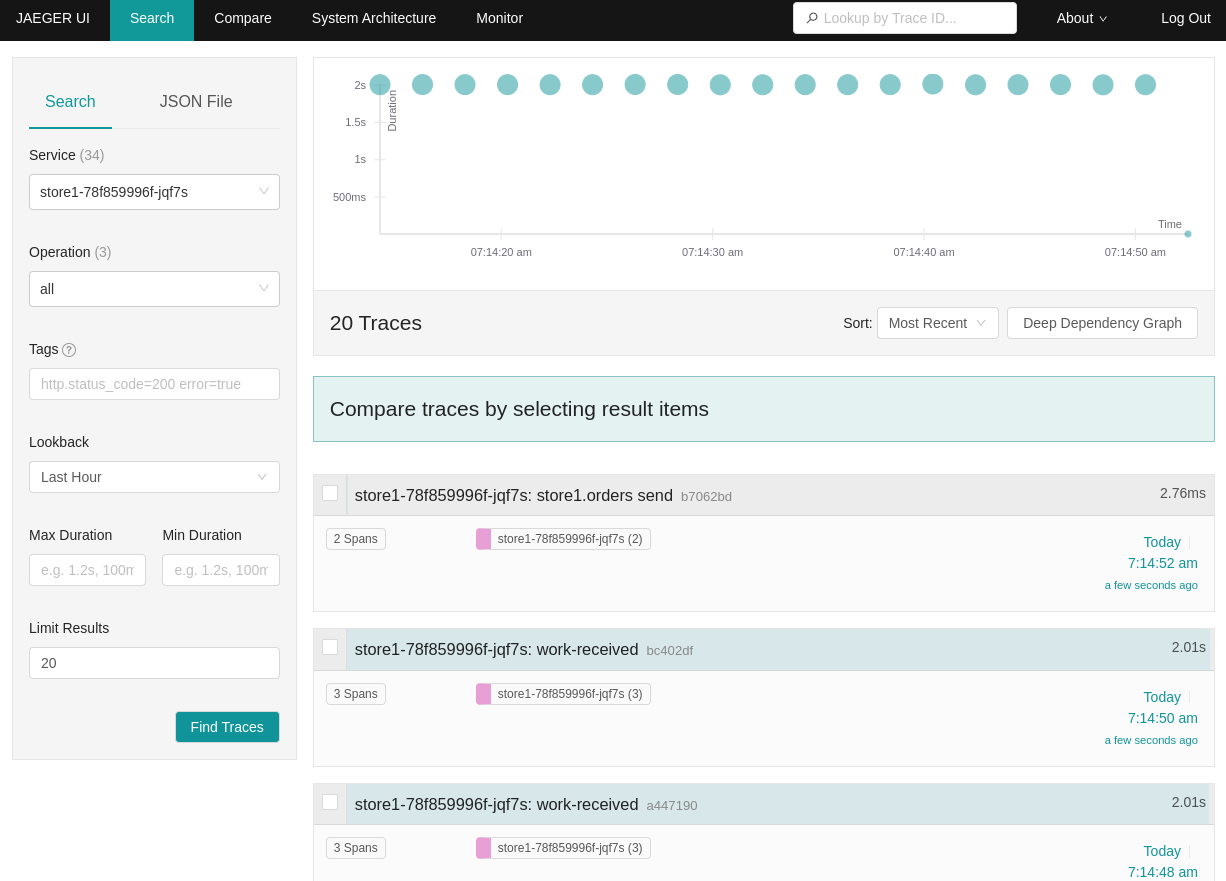 JAEGER UI Search Compare System Architecture Monitor Lookup by Trace ID... About Log Out
Search JSON File
Service (34)
store1-78f859996f-jqf7s
Operation (3)
all
Tags ?
http.status_code=200 error=true
Lookback
Last Hour
Max Duration Min Duration
e.g. 1.2s, 100m e.g. 1.2s, 100m
Limit Results
20
Find Traces
2s
1.5s
1s
500ms
Duration
Time
07:14:20 am 07:14:30 am 07:14:40 am 07:14:50 am
20 Traces Sort: Most Recent Deep Dependency Graph
Compare traces by selecting result items
store1-78f859996f-jqf7s: store1.orders send b7062bd 2.76ms
2 Spans store1-78f859996f-jqf7s (2) Today
7:14:52 am
a few seconds ago
store1-78f859996f-jqf7s: work-received bc402df 2.01s
3 Spans store1-78f859996f-jqf7s (3) Today
7:14:50 am
a few seconds ago
store1-78f859996f-jqf7s: work-received a447190 2.01s
3 Spans store1-78f859996f-jqf7s (3) Today
7:14:48 am